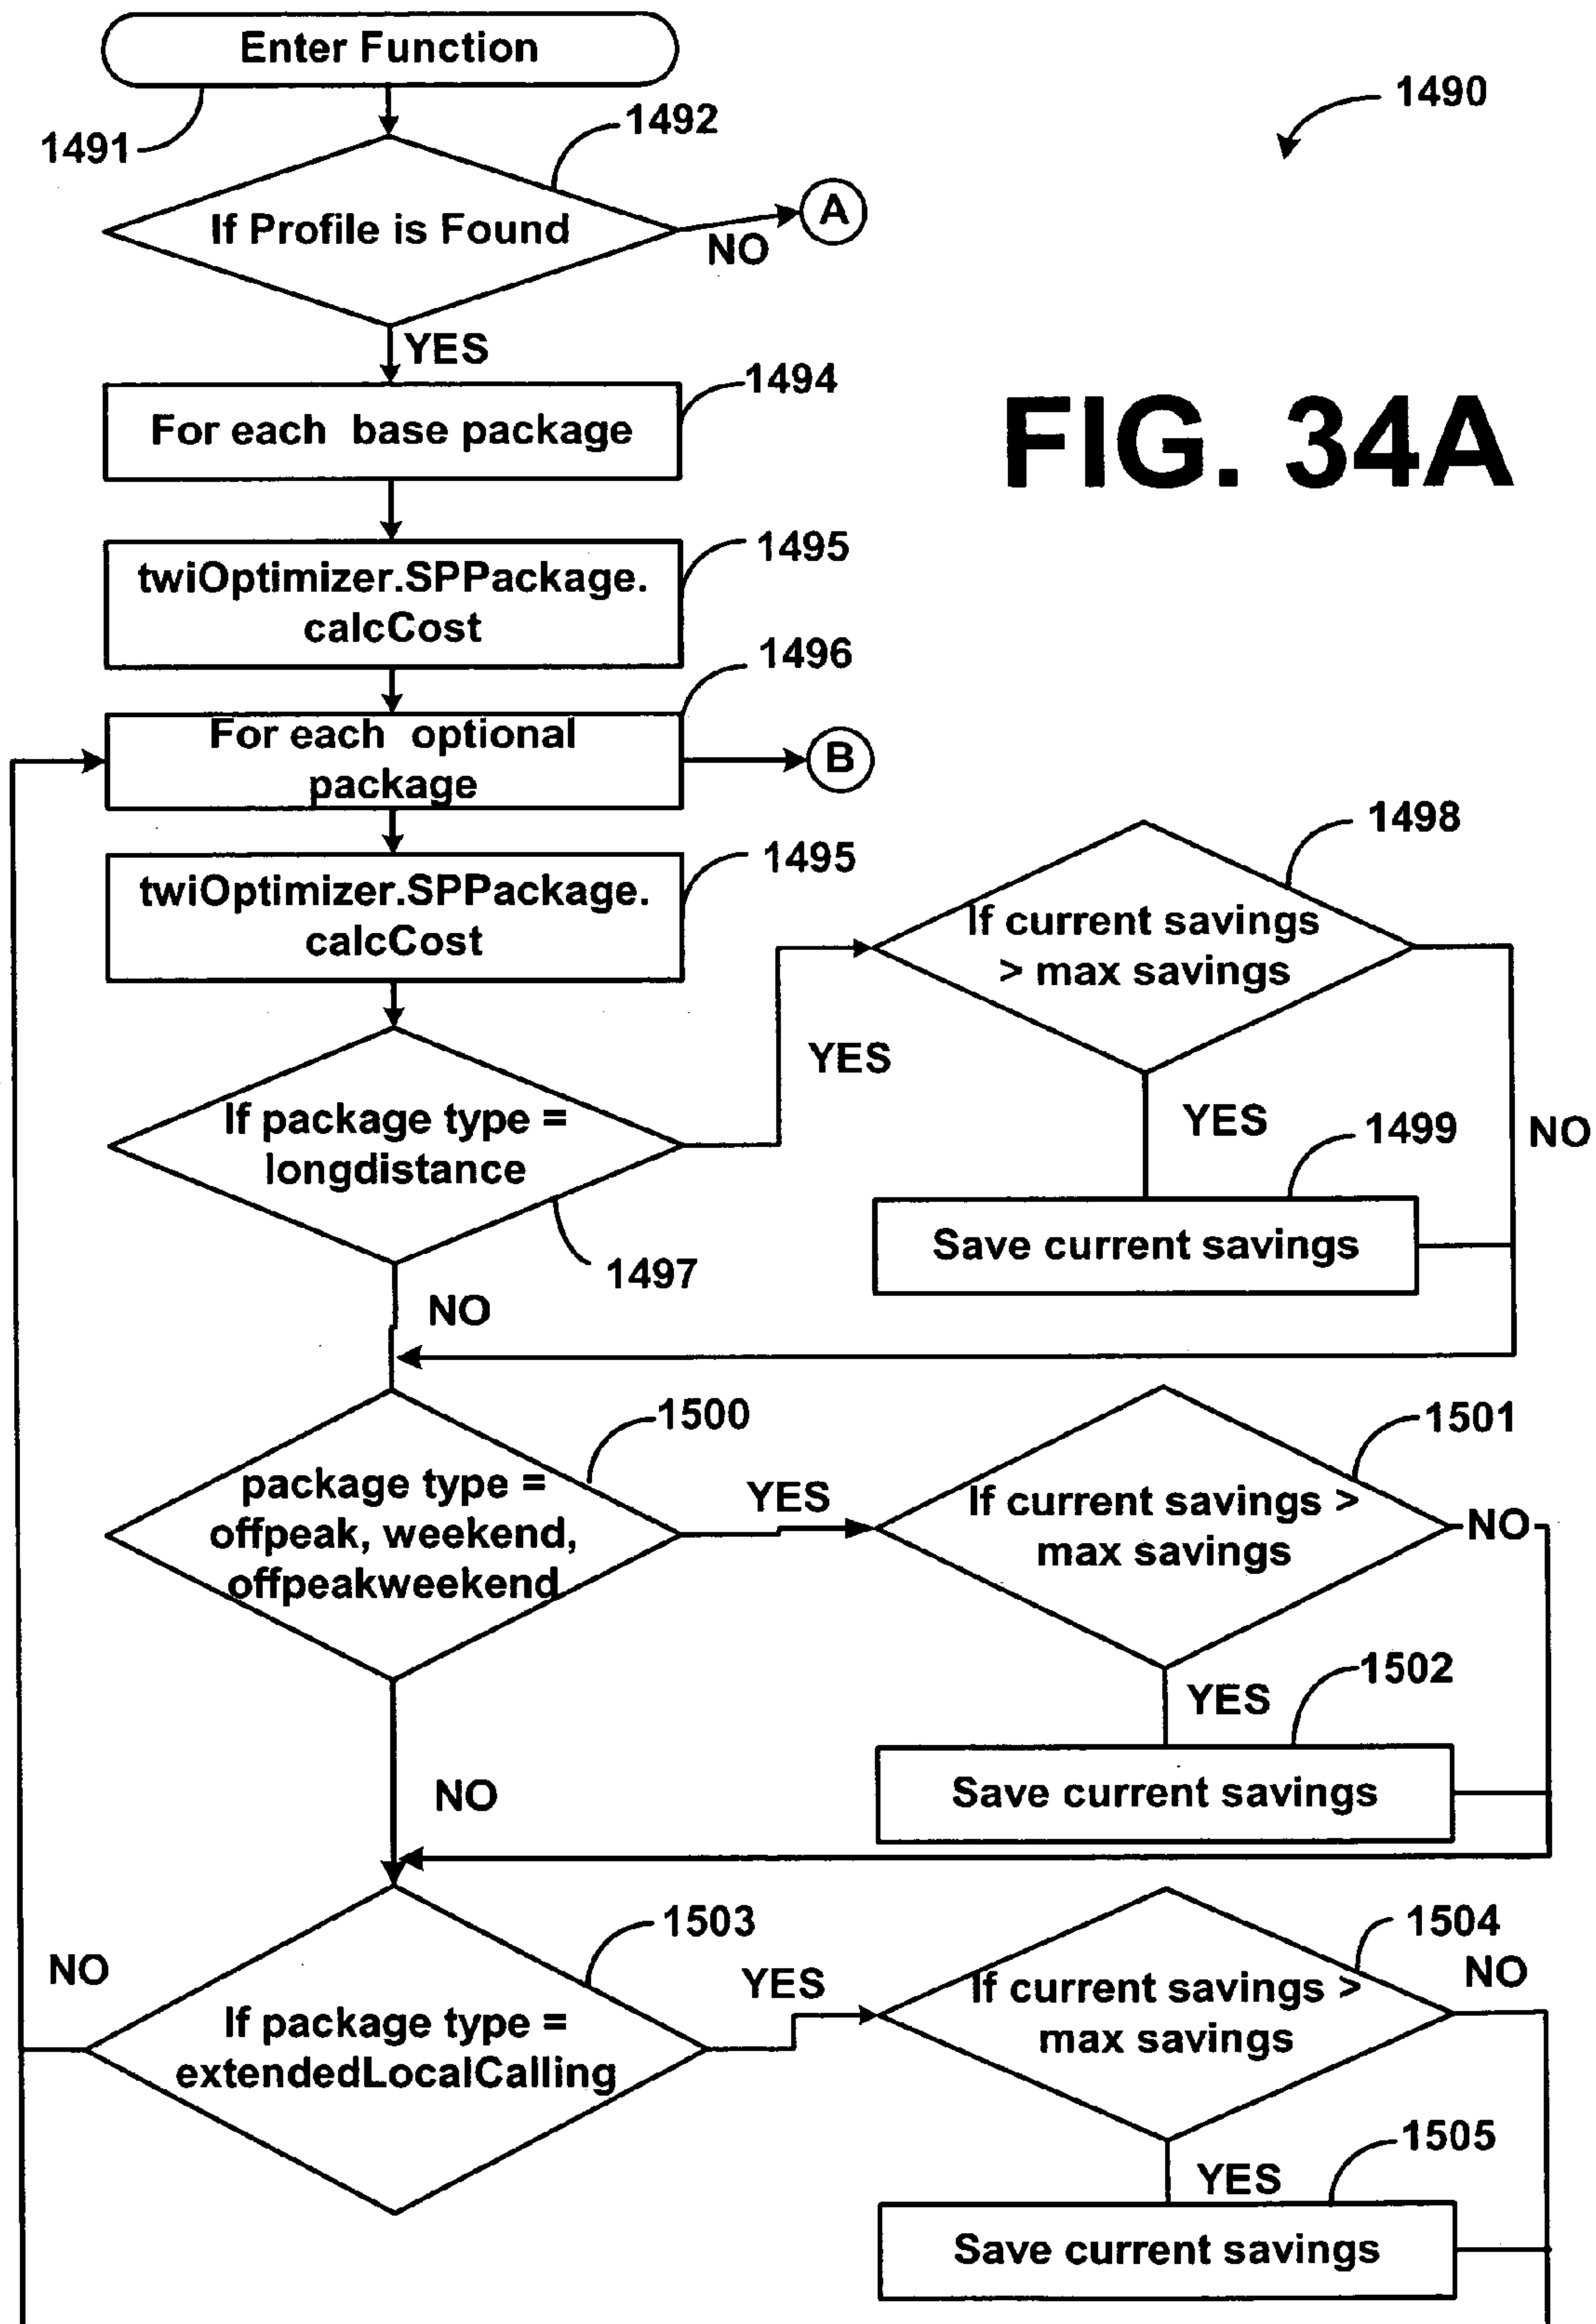 Enter Function
1490
1491
1492
If Profile is Found
A
NO
YES
1494
For each base package
FIG. 34A
1495
twiOptimizer.SPPackage.
calcCost
1496
For each optional
package
B
1495
twiOptimizer.SPPackage.
calcCost
1498
If current savings
> max savings
YES
If package type =
longdistance
YES
NO
1499
Save current savings
1497
NO
1500
1501
package type =
offpeak, weekend,
offpeakweekend
YES
If current savings >
max savings
NO
1502
YES
Save current savings
NO
1503
1504
NO
YES
NO
If current savings >
max savings
If package type =
extendedLocalCalling
1505
YES
Save current savings